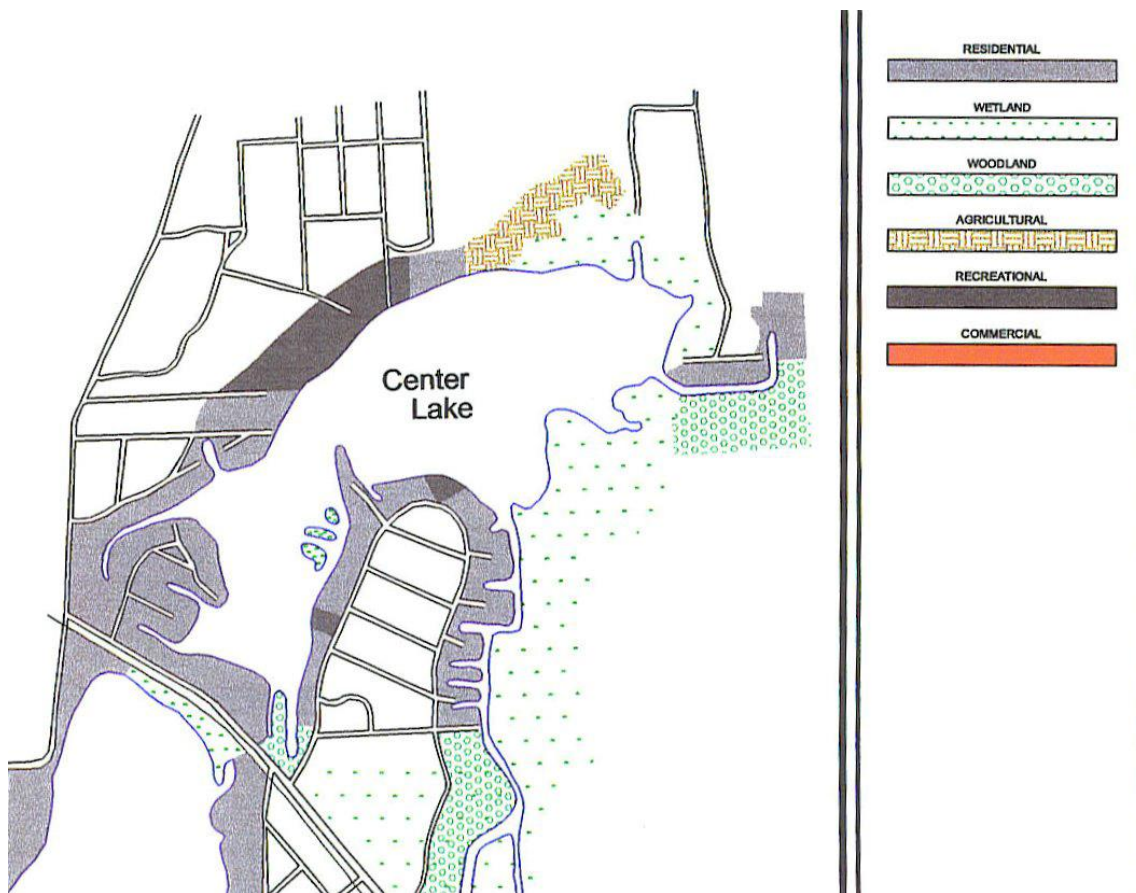 RESIDENTIAL
WETLAND
WOODLAND
AGRICULTURAL
RECREATIONAL
COMMERCIAL
Center
Lake